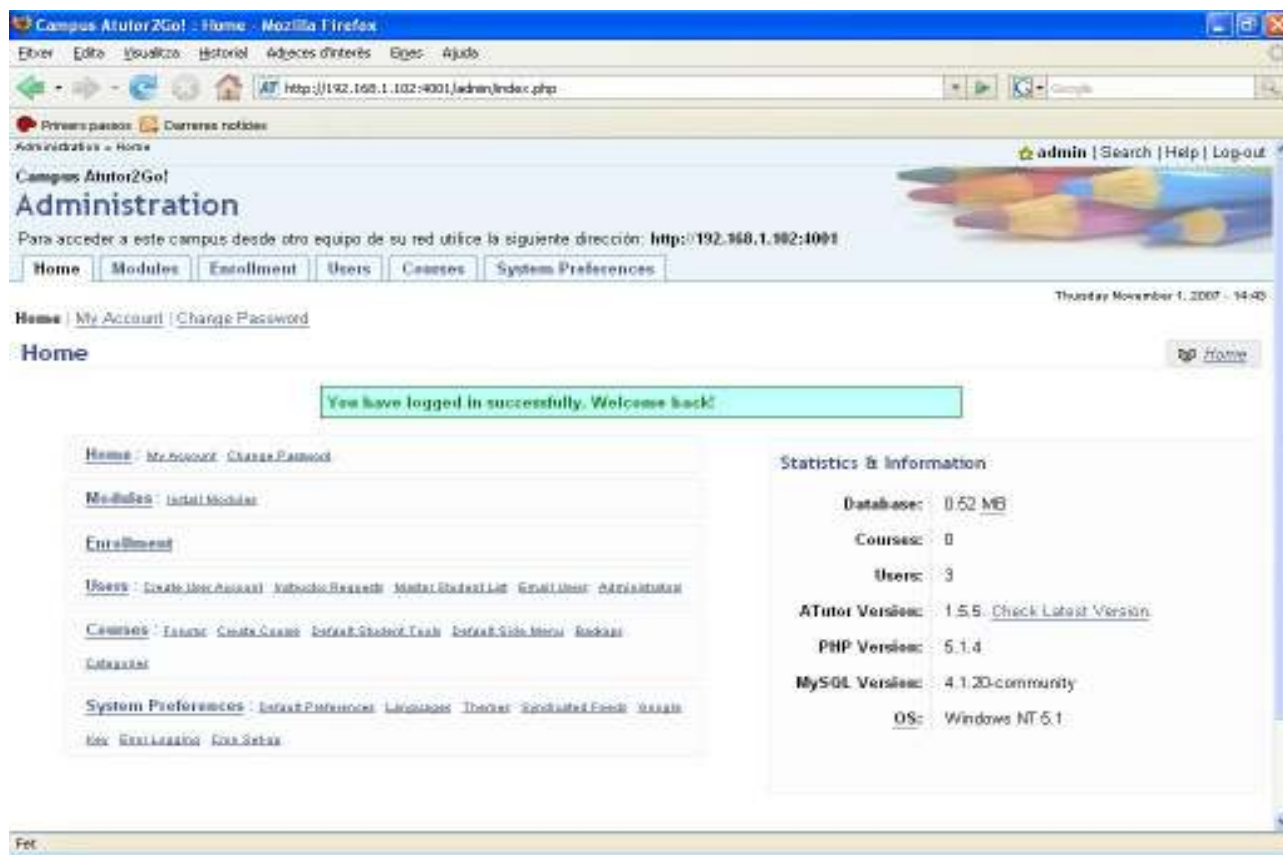 Campus Atutor2Go! : Home - Mozilla Firefox
Fitxer Edita Visualitza Historial Adreces d'interès Eines Ajuda
http://192.168.1.102:4001/admin/index.php
Google
Primers passos Darreres notícies
Administration » Home
admin | Search | Help | Log-out
Campus Atutor2Go!
Administration
Para acceder a este campus desde otro equipo de su red utilice la siguiente dirección: http://192.168.1.102:4001
Home Modules Enrollment Users Courses System Preferences
Thursday November 1, 2007 - 14:45
Home | My Account | Change Password
Home
Home
You have logged in successfully. Welcome back!
Home : My Account Change Password
Modules : Install Modules
Enrollment
Users : Create User Account Instructor Requests Master Student List Email Users Administrators
Courses : Forums Create Course Default Student Tools Default Side Menu Backups
Categories
System Preferences : Default Preferences Languages Themes Syndicated Feeds Google
Key Error Logging Cron Setup
Statistics & Information
Database: 0.52 MB
Courses: 0
Users: 3
ATutor Version: 1.5.5. Check Latest Version.
PHP Version: 5.1.4
MySQL Version: 4.1.20-community
OS: Windows NT 5.1
Fet